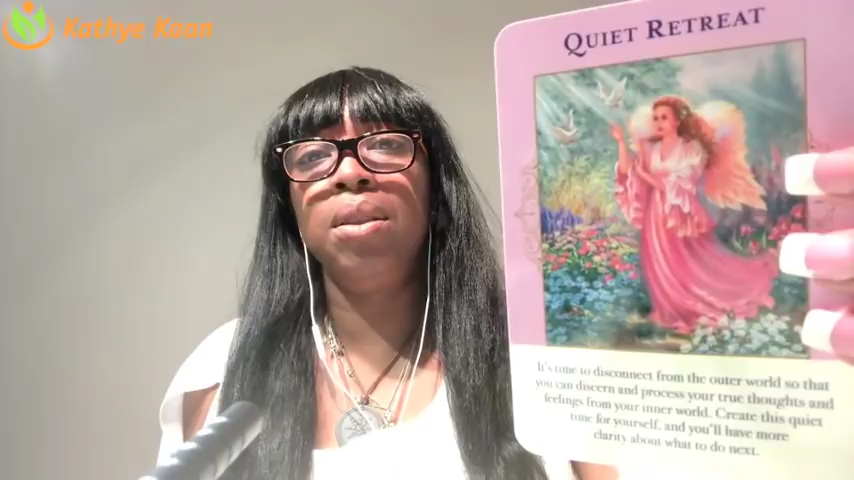 Kathye Kaan
QUIET RETREAT
It's time to disconnect from the outer world so that
you can discern and process your true thoughts and
feelings from your inner world. Create this quiet
time for yourself, and you'll have more
clarity about what to do next.